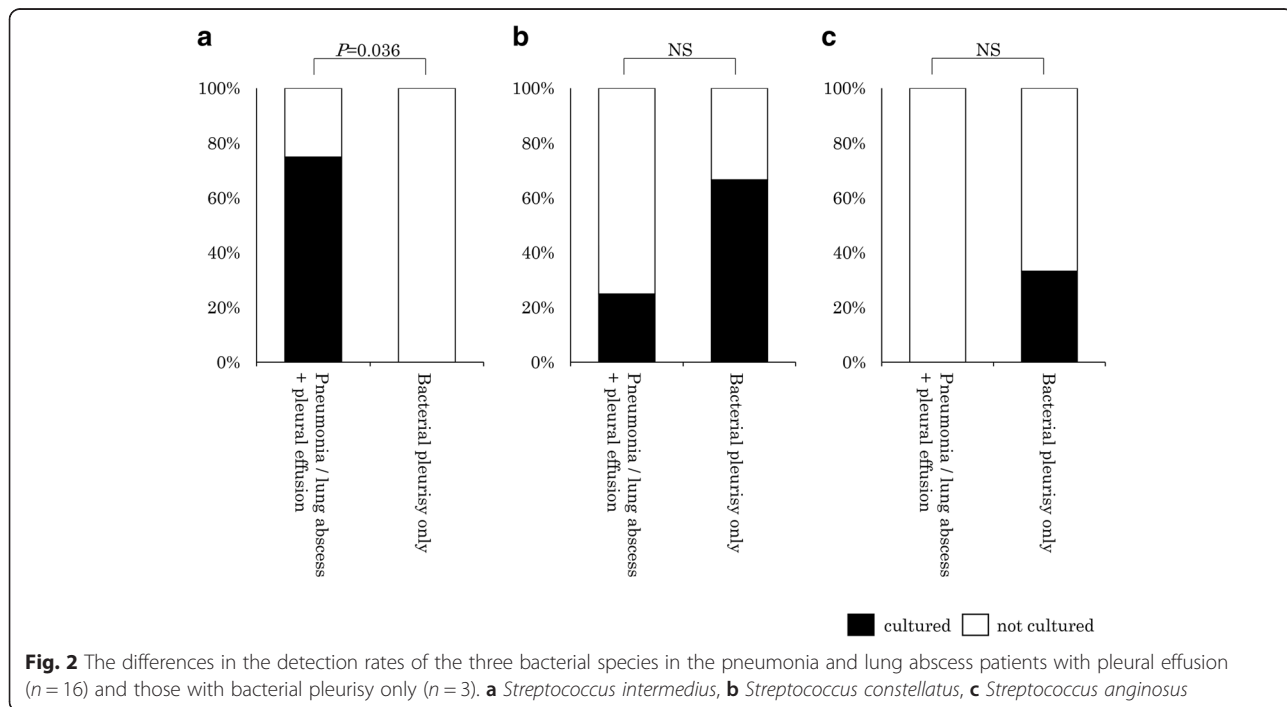 a
P=0.036
100%
80%
60%
40%
20%
0%
Pneumonia / lung abscess
+ pleural effusion
Bacterial pleurisy only
b
NS
100%
80%
60%
40%
20%
0%
Pneumonia / lung abscess
+ pleural effusion
Bacterial pleurisy only
c
NS
100%
80%
60%
40%
20%
0%
Pneumonia / lung abscess
+ pleural effusion
Bacterial pleurisy only
cultured not cultured
Fig. 2 The differences in the detection rates of the three bacterial species in the pneumonia and lung abscess patients with pleural effusion
(n = 16) and those with bacterial pleurisy only (n = 3). a Streptococcus intermedius, b Streptococcus constellatus, c Streptococcus anginosus